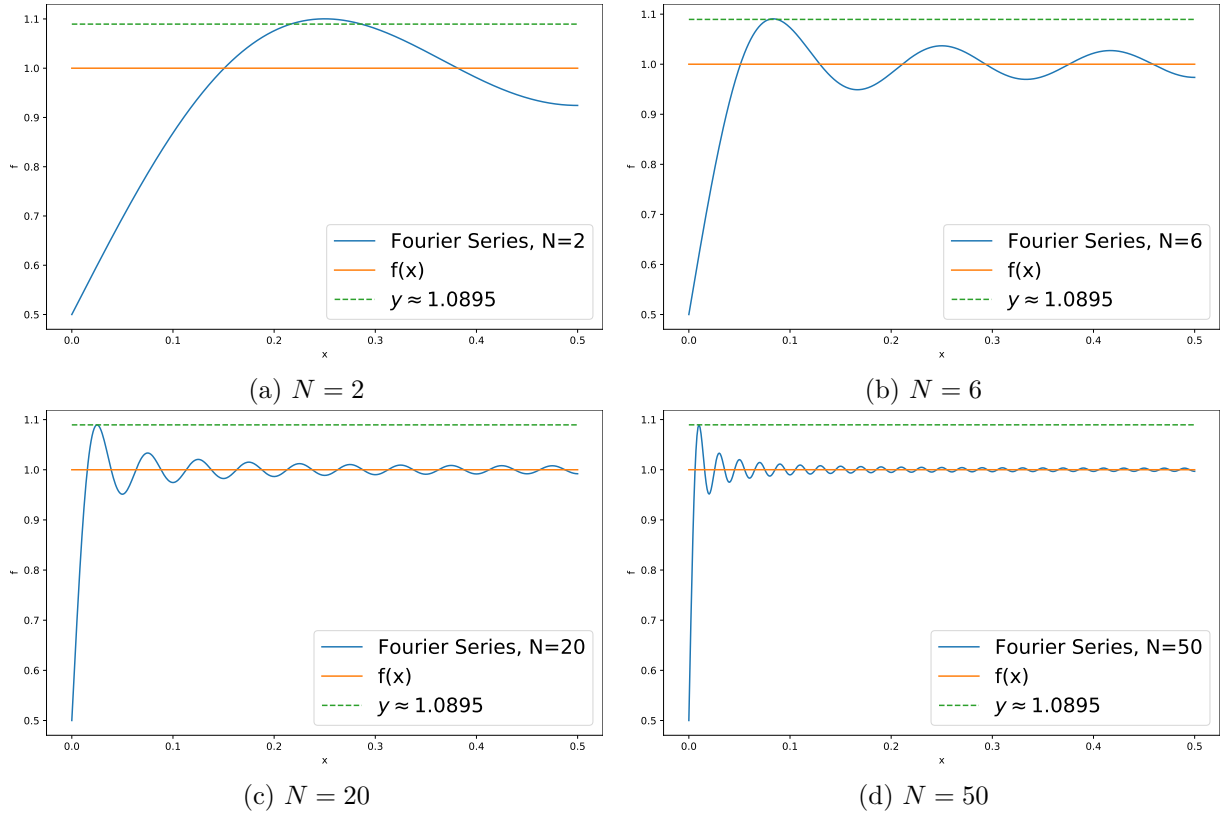 1.1
1.0
0.9
0.8
0.7
0.6
0.5
f
0.0 0.1 0.2 0.3 0.4 0.5
x
Fourier Series, N=2
f(x)
y ≈ 1.0895
(a) N = 2
1.1
1.0
0.9
0.8
0.7
0.6
0.5
f
0.0 0.1 0.2 0.3 0.4 0.5
x
Fourier Series, N=6
f(x)
y ≈ 1.0895
(b) N = 6
1.1
1.0
0.9
0.8
0.7
0.6
0.5
f
0.0 0.1 0.2 0.3 0.4 0.5
x
Fourier Series, N=20
f(x)
y ≈ 1.0895
(c) N = 20
1.1
1.0
0.9
0.8
0.7
0.6
0.5
f
0.0 0.1 0.2 0.3 0.4 0.5
x
Fourier Series, N=50
f(x)
y ≈ 1.0895
(d) N = 50